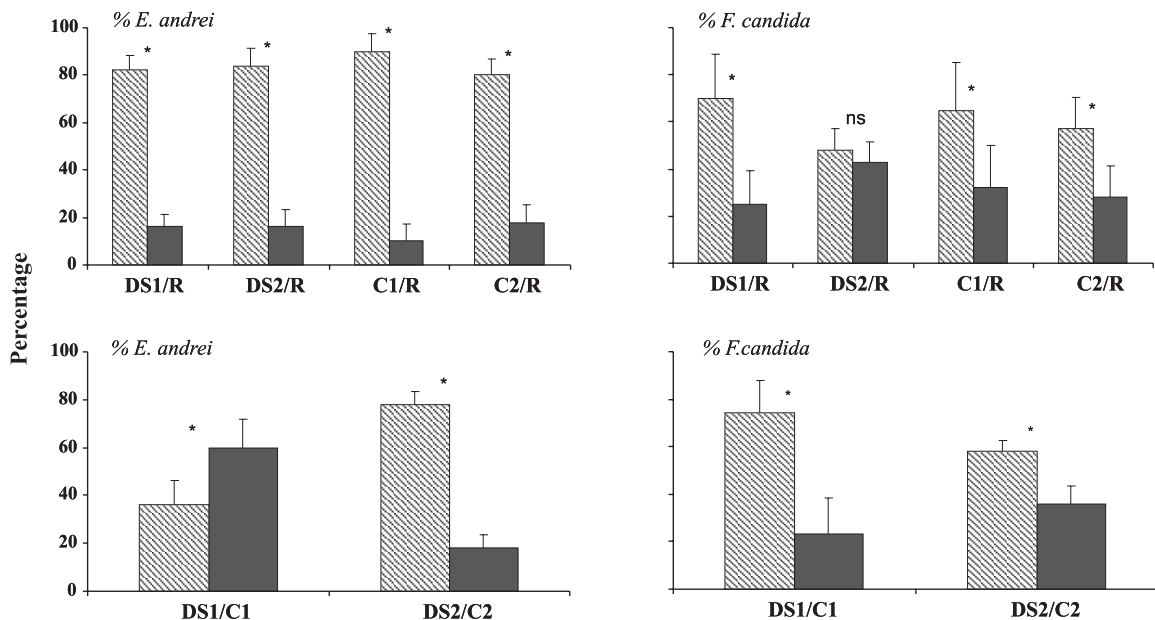 Percentage
% E. andrei
100
80
60
40
20
0
* * * *
DS1/R DS2/R C1/R C2/R
% F. candida
* ns * *
DS1/R DS2/R C1/R C2/R
% E. andrei
100
80
60
40
20
0
* *
DS1/C1 DS2/C2
% F.candida
* *
DS1/C1 DS2/C2